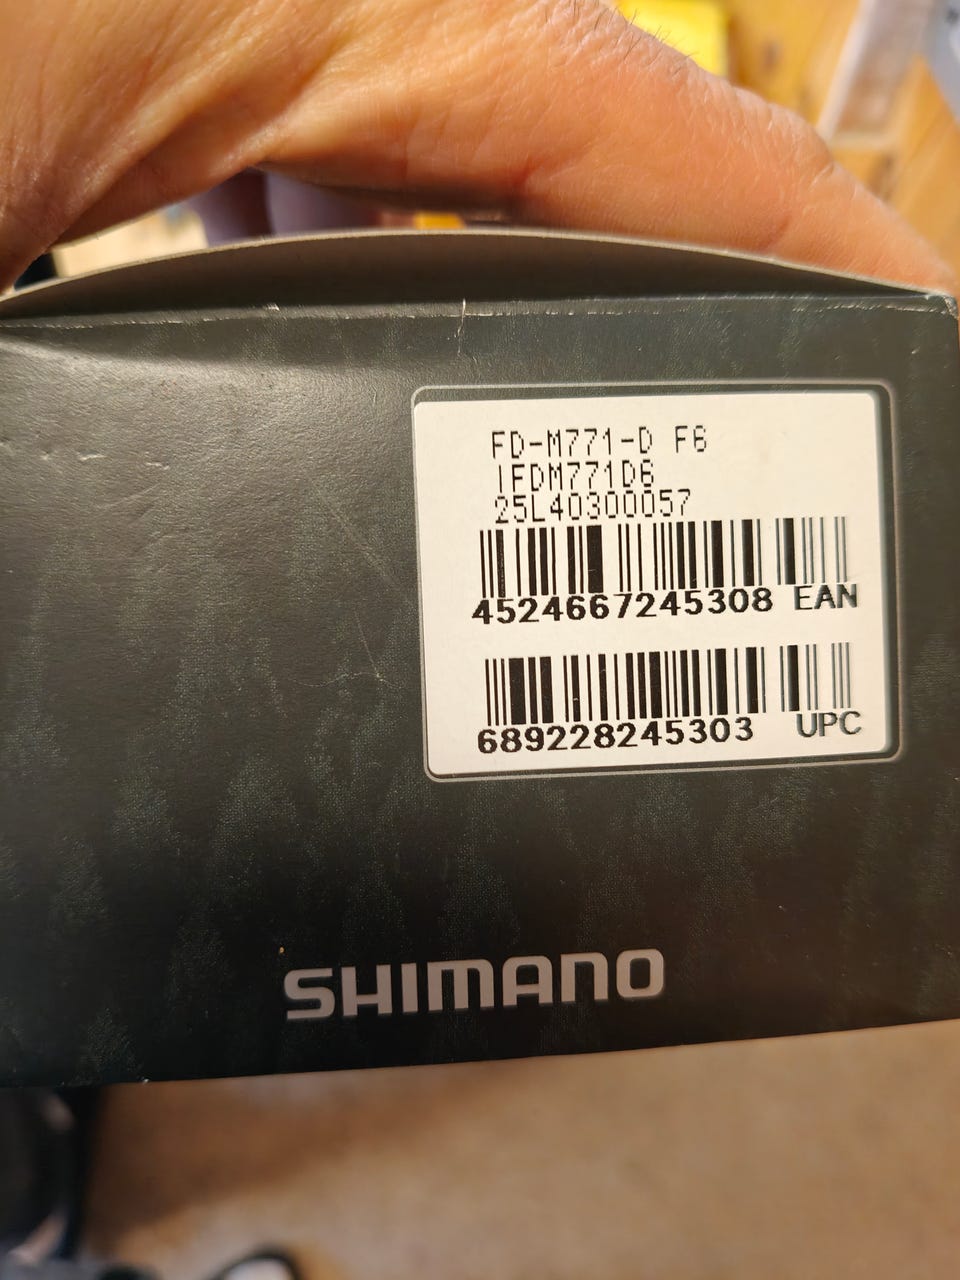 FD-M771-D F6
IFDM771D6
25L40300057
4524667245308 EAN
689228245303 UPC
SHIMANO